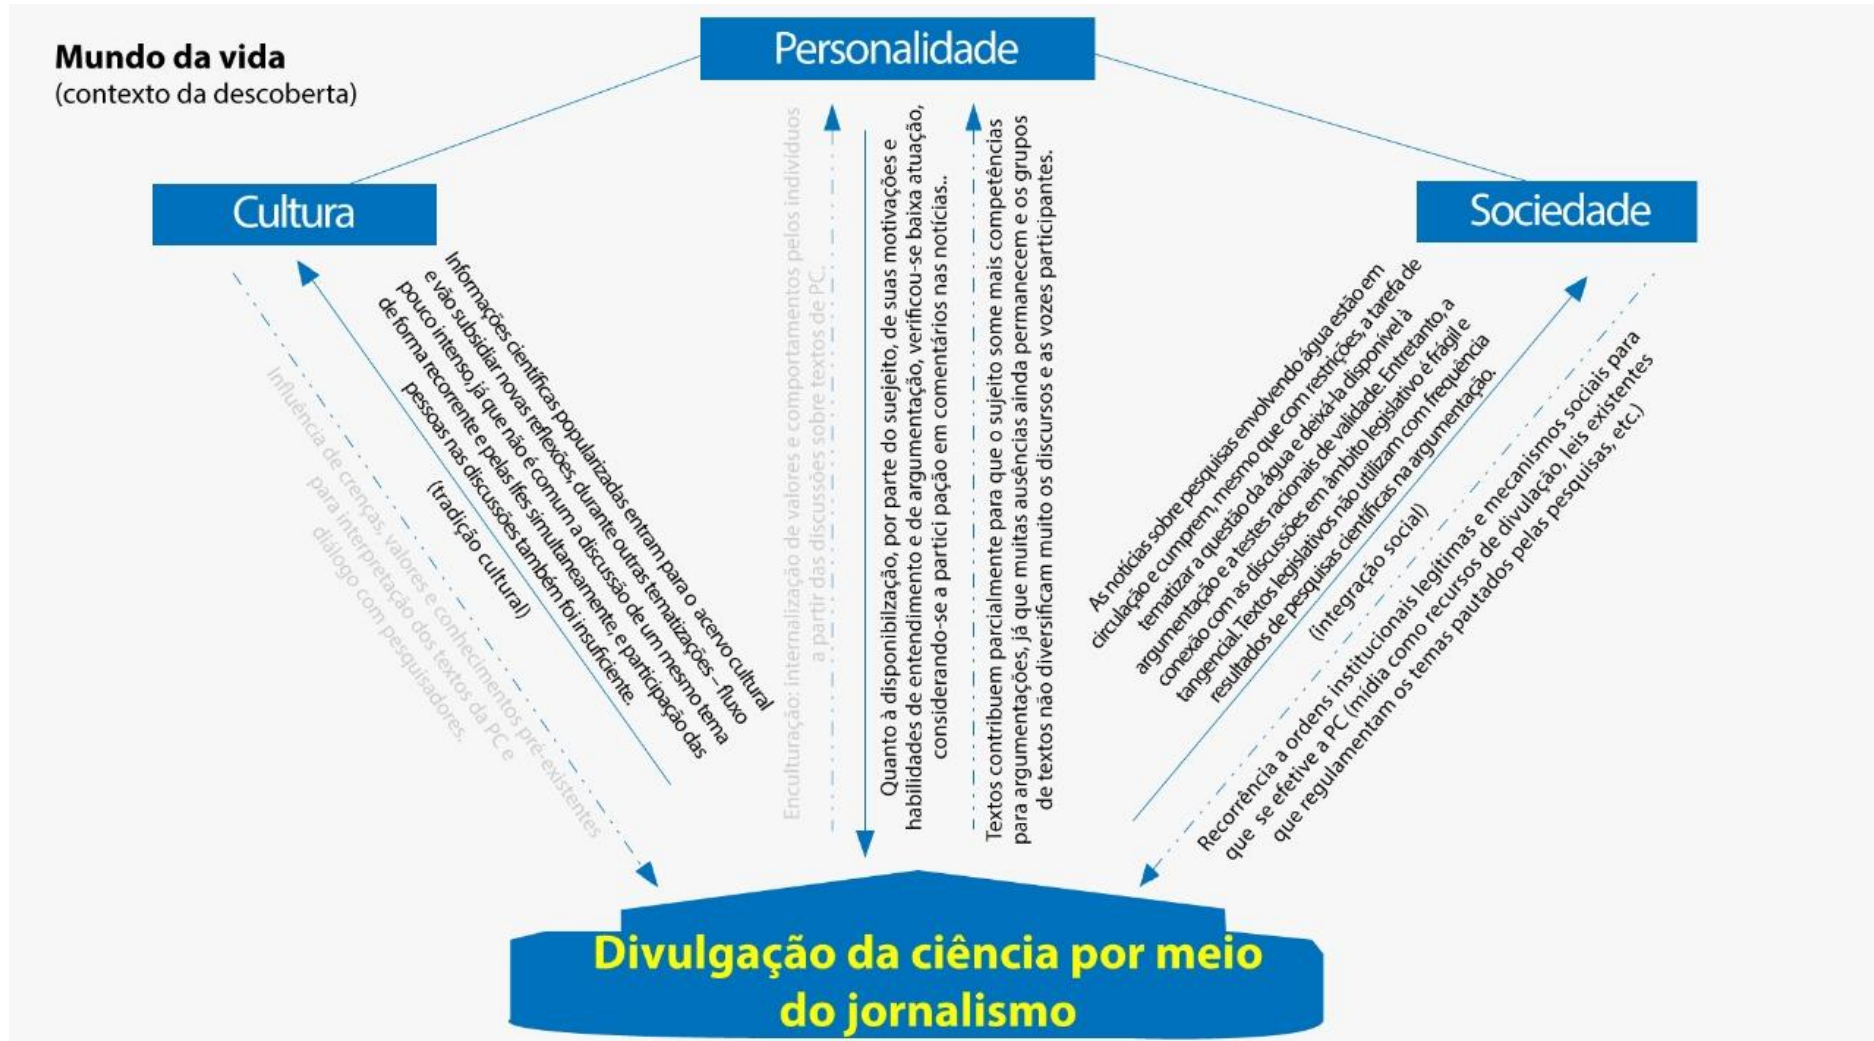 Mundo da vida
(contexto da descoberta)
Personalidade
Cultura
Sociedade
Influência de crenças, valores e conhecimentos pré-existentes
para interpretação dos textos da PC e
diálogo com pesquisadores.
Informações científicas popularizadas entram para o acervo cultural
e vão subsidiar novas reflexões, durante outras tematizações – fluxo
pouco intenso, já que não é comum a discussão de um mesmo tema
de forma recorrente e pelas Ifes simultaneamente, e participação das
pessoas nas discussões também foi insuficiente.
(tradição cultural)
Enculturação: internalização de valores e comportamentos pelos indivíduos
a partir das discussões sobre textos de PC.
Quanto à disponibilzação, por parte do suejeito, de suas motivações e
habilidades de entendimento e de argumentação, verificou-se baixa atuação,
considerando-se a partici pação em comentários nas notícias..
Textos contribuem parcialmente para que o sujeito some mais competências
para argumentações, já que muitas ausências ainda permanecem e os grupos
de textos não diversificam muito os discursos e as vozes participantes.
As notícias sobre pesquisas envolvendo água estão em
circulação e cumprem, mesmo que com restrições, a tarefa de
tematizar a questão da água e deixá-la disponível à
argumentação e a testes racionais de validade. Entretanto, a
conexão com as discussões em âmbito legislativo é frágil e
tangencial. Textos legislativos não utilizam com frequência
resultados de pesquisas científicas na argumentação.
(integração social)
Recorrência a ordens institucionais legítimas e mecanismos sociais para
que se efetive a PC (mídia como recursos de divulação, leis existentes
que regulamentam os temas pautados pelas pesquisas, etc.)
Divulgação da ciência por meio
do jornalismo